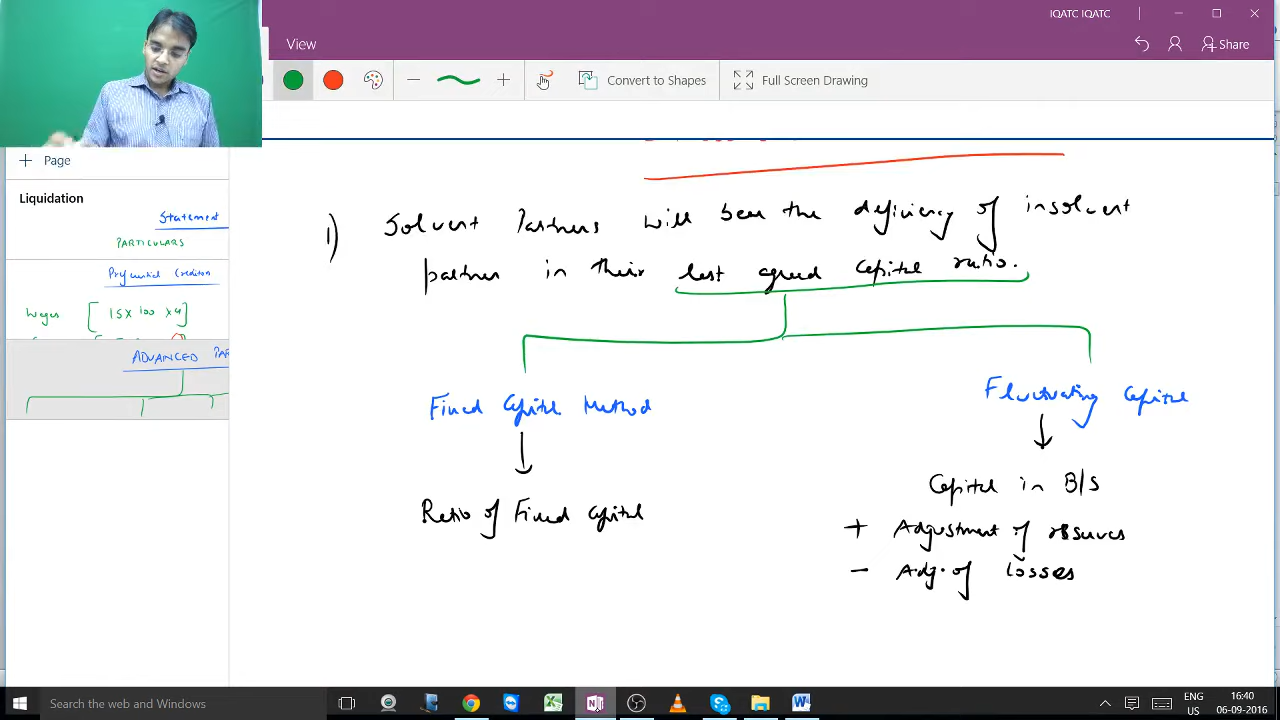 IQATC IQATC
View
Share
Convert to Shapes
Full Screen Drawing
Page
Liquidation
Statement
PARTICULARS
Preferential Creditors
Wages [15 x 100 x 4]
ADVANCED PAR
1) Solvent Partners will bear the deficiency of insolvent
partner in their last agreed capital ratio.
Fixed Capital Method
Fluctuating Capital
Ratio of Fixed Capital
Capital in B/S
+ Adjustment of reserves
- Adj. of losses
Search the web and Windows
ENG
US
16:40
06-09-2016